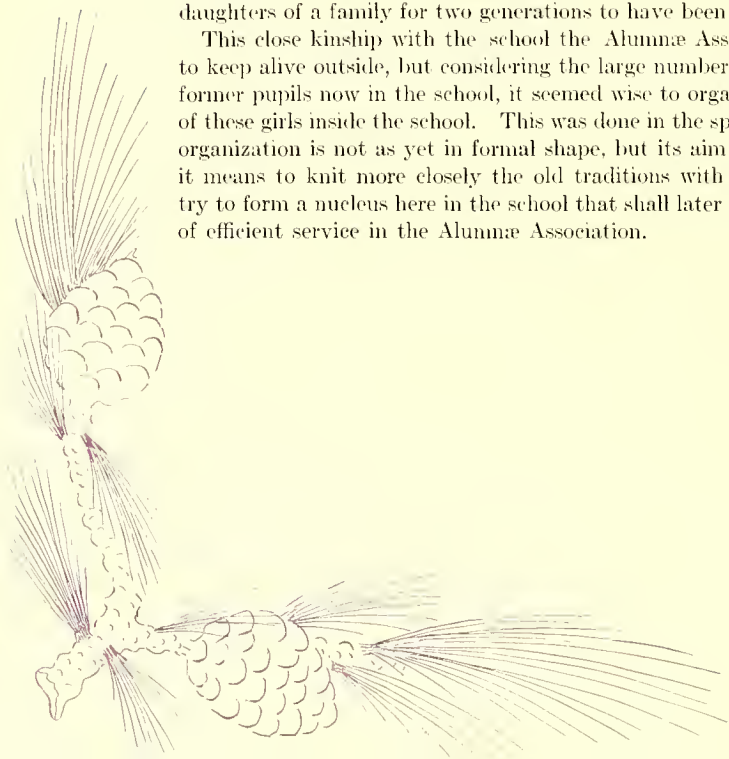 daughters of a family for two generations to have been
This close kinship with the school the Alumnæ Ass
to keep alive outside, but considering the large number
former pupils now in the school, it seemed wise to orga
of these girls inside the school. This was done in the sp
organization is not as yet in formal shape, but its aim
it means to knit more closely the old traditions with
try to form a nucleus here in the school that shall later
of efficient service in the Alumnæ Association.